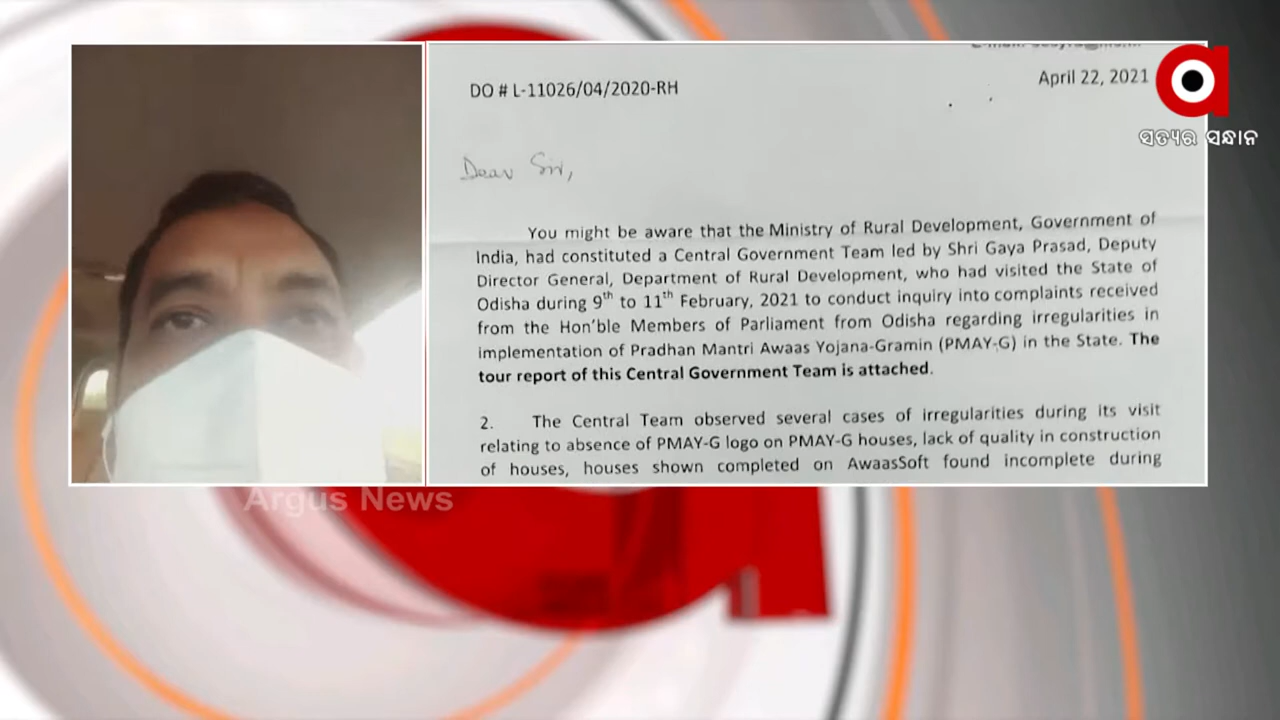 DO # L-11026/04/2020-RH
April 22, 2021
ସତ୍ୟର ସନ୍ଧାନ
Dear Sir,
You might be aware that the Ministry of Rural Development, Government of
India, had constituted a Central Government Team led by Shri Gaya Prasad, Deputy
Director General, Department of Rural Development, who had visited the State of
Odisha during 9th to 11th February, 2021 to conduct inquiry into complaints received
from the Hon'ble Members of Parliament from Odisha regarding irregularities in
implementation of Pradhan Mantri Awaas Yojana-Gramin (PMAY-G) in the State. The
tour report of this Central Government Team is attached.
2. The Central Team observed several cases of irregularities during its visit
relating to absence of PMAY-G logo on PMAY-G houses, lack of quality in construction
of houses, houses shown completed on AwaasSoft found incomplete during
Argus News